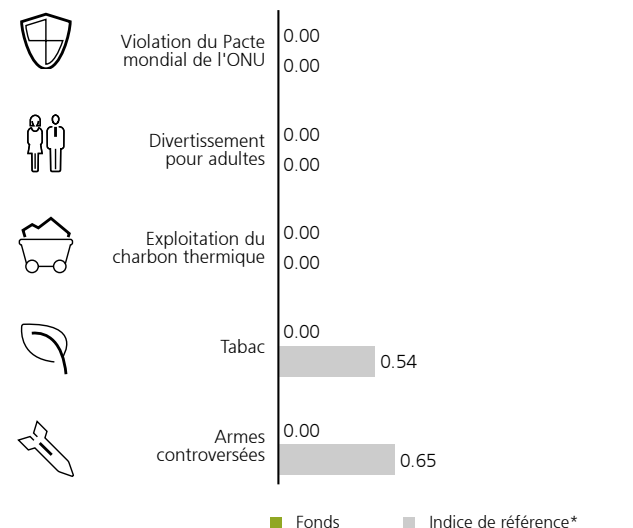 Violation du Pacte
mondial de l'ONU
0.00
0.00
Divertissement
pour adultes
0.00
0.00
Exploitation du
charbon thermique
0.00
0.00
Tabac
0.00
0.54
Armes
controversées
0.00
0.65
Fonds
Indice de référence*